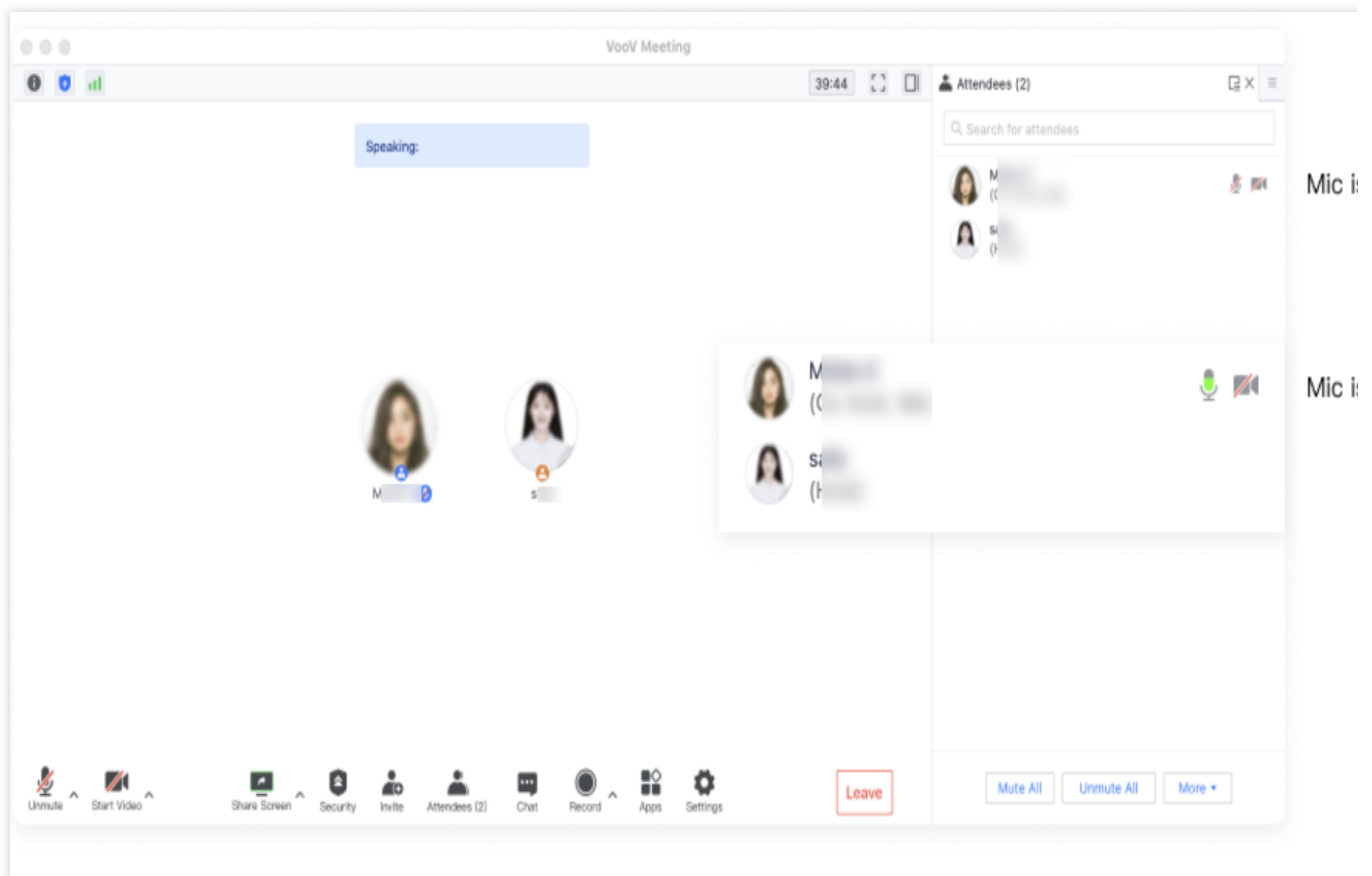 VooV Meeting
39:44
Attendees (2)
Speaking:
Search for attendees
M
(C
Mic is
s
(H
M
(C
Mic is
sa
(H
M
s
Unmute
Start Video
Share Screen
Security
Invite
Attendees (2)
Chat
Record
Apps
Settings
Leave
Mute All
Unmute All
More